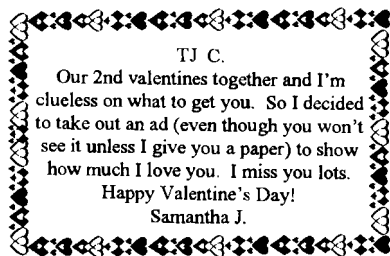 TJ C.
Our 2nd valentines together and I'm
clueless on what to get you. So I decided
to take out an ad (even though you won't
see it unless I give you a paper) to show
how much I love you. I miss you lots.
Happy Valentine's Day!
Samantha J.